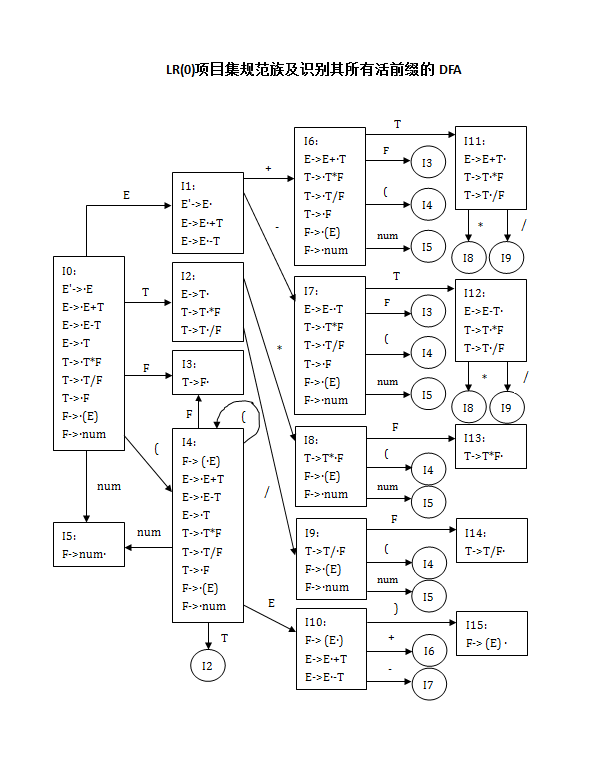 LR(0)项目集规范族及识别其所有活前缀的 DFA
I0:
E'->·E
E->·E+T
E->·E-T
E->·T
T->·T*F
T->·T/F
T->·F
F->·(E)
F->·num
E
T
F
(
num
I1:
E'->E·
E->E·+T
E->E·-T
+
-
I2:
E->T·
T->T·*F
T->T·/F
*
/
I3:
T->F·
I4:
F-> (·E)
E->·E+T
E->·E-T
E->·T
T->·T*F
T->·T/F
T->·F
F->·(E)
F->·num
F
(
num
E
T
I2
I5:
F->num·
I6:
E->E+·T
T->·T*F
T->·T/F
T->·F
F->·(E)
F->·num
T
F
I3
(
I4
num
I5
I7:
E->E-·T
T->·T*F
T->·T/F
T->·F
F->·(E)
F->·num
T
F
I3
(
I4
num
I5
I8:
T->T*·F
F->·(E)
F->·num
F
(
I4
num
I5
I9:
T->T/·F
F->·(E)
F->·num
F
(
I4
num
I5
I10:
F-> (E·)
E->E·+T
E->E·-T
)
+
I6
-
I7
I11:
E->E+T·
T->T·*F
T->T·/F
*
/
I8
I9
I12:
E->E-T·
T->T·*F
T->T·/F
*
/
I8
I9
I13:
T->T*F·
I14:
T->T/F·
I15:
F-> (E) ·